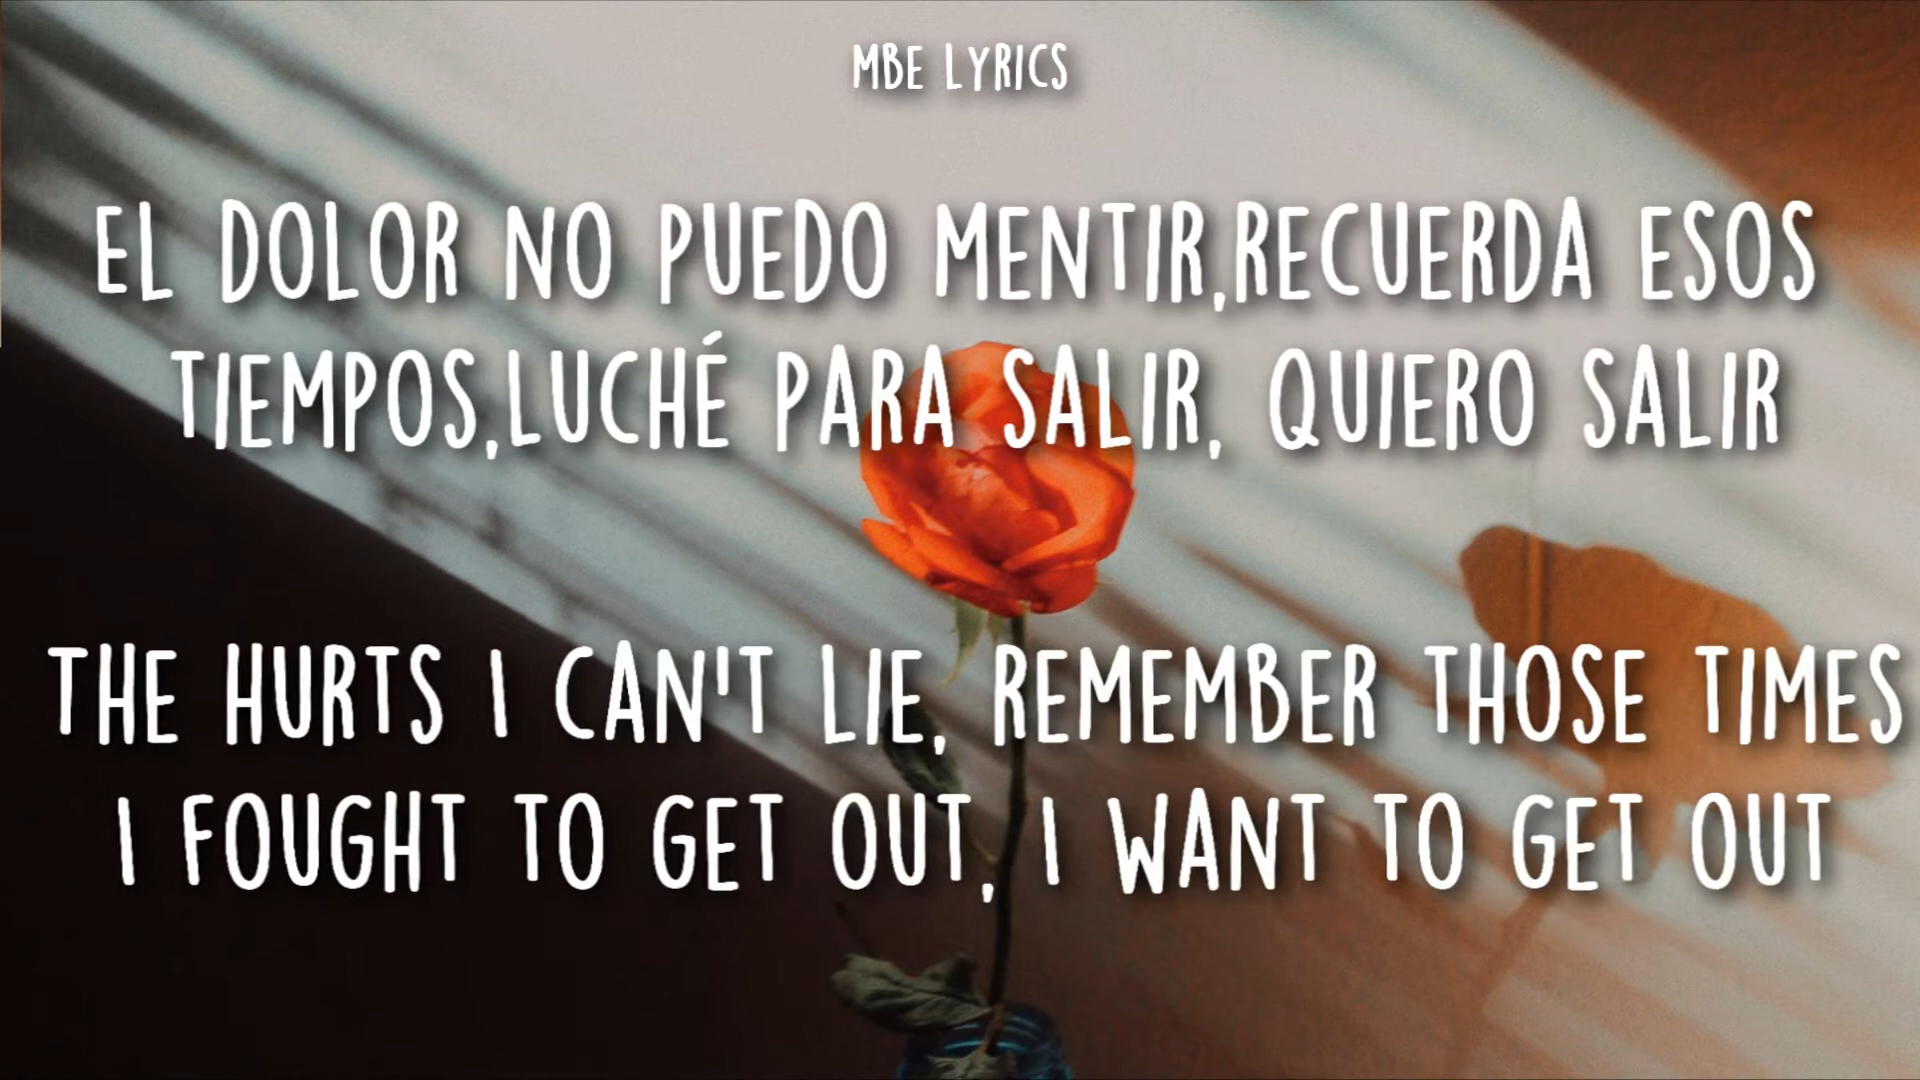 MBE LYRICS
EL DOLOR NO PUEDO MENTIR,RECUERDA ESOS
TIEMPOS,LUCHÉ PARA SALIR, QUIERO SALIR
THE HURTS I CAN'T LIE, REMEMBER THOSE TIMES
I FOUGHT TO GET OUT, I WANT TO GET OUT